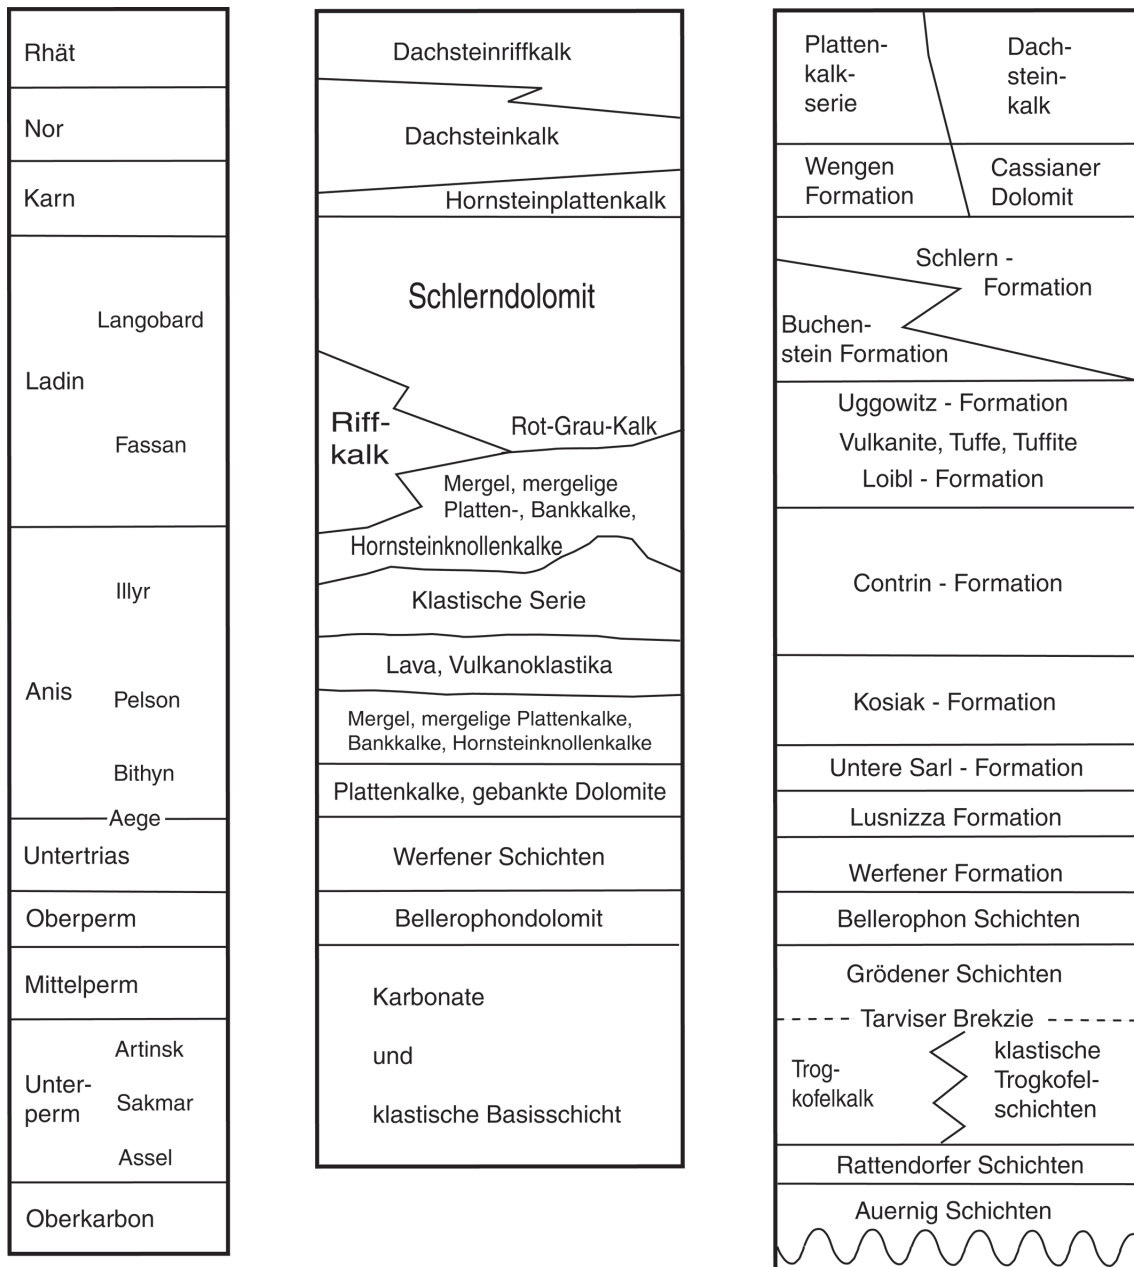 Rhät
Nor
Karn
Langobard
Ladin
Fassan
Illyr
Anis
Pelson
Bithyn
Aege
Untertrias
Oberperm
Mittelperm
Artinsk
Unter-
perm
Sakmar
Assel
Oberkarbon
Dachsteinriffkalk
Dachsteinkalk
Hornsteinplattenkalk
Schlerndolomit
Riff-
kalk
Rot-Grau-Kalk
Mergel, mergelige
Platten-, Bankkalke,
Hornsteinknollenkalke
Klastische Serie
Lava, Vulkanoklastika
Mergel, mergelige Plattenkalke,
Bankkalke, Hornsteinknollenkalke
Plattenkalke, gebankte Dolomite
Werfener Schichten
Bellerophondolomit
Karbonate
und
klastische Basisschicht
Platten-
kalk-
serie
Dach-
stein-
kalk
Wengen
Formation
Cassianer
Dolomit
Schlern -
Formation
Buchen-
stein Formation
Uggowitz - Formation
Vulkanite, Tuffe, Tuffite
Loibl - Formation
Contrin - Formation
Kosiak - Formation
Untere Sarl - Formation
Lusnizza Formation
Werfener Formation
Bellerophon Schichten
Grödener Schichten
Tarviser Brekzie
Trog-
kofelkalk
klastische
Trogkofel-
schichten
Rattendorfer Schichten
Auernig Schichten